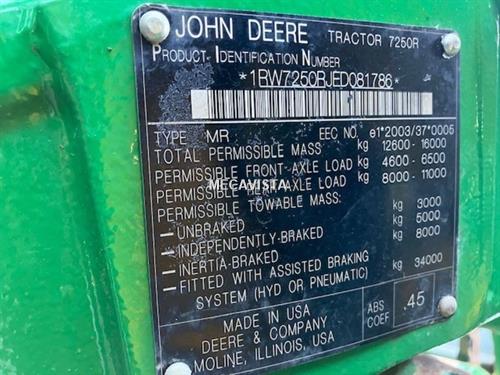 JOHN DEERE TRACTOR 7250R
PRODUCT IDENTIFICATION NUMBER
*1RW7250RJED081786*
TYPE MR EEC NO. e1*2003/37*0005
TOTAL PERMISSIBLE MASS kg 12600 - 16000
PERMISSIBLE FRONT AXLE LOAD kg 4600 - 6500
PERMISSIBLE REAR AXLE LOAD kg 8000 - 11000
MECAVISTA
PERMISSIBLE TOWABLE MASS:
- UNBRAKED kg 3000
- INDEPENDENTLY-BRAKED kg 5000
- INERTIA-BRAKED kg 8000
- FITTED WITH ASSISTED BRAKING
SYSTEM (HYD OR PNEUMATIC) kg 34000
MADE IN USA
DEERE & COMPANY
MOLINE, ILLINOIS, USA
ABS
COEF .45